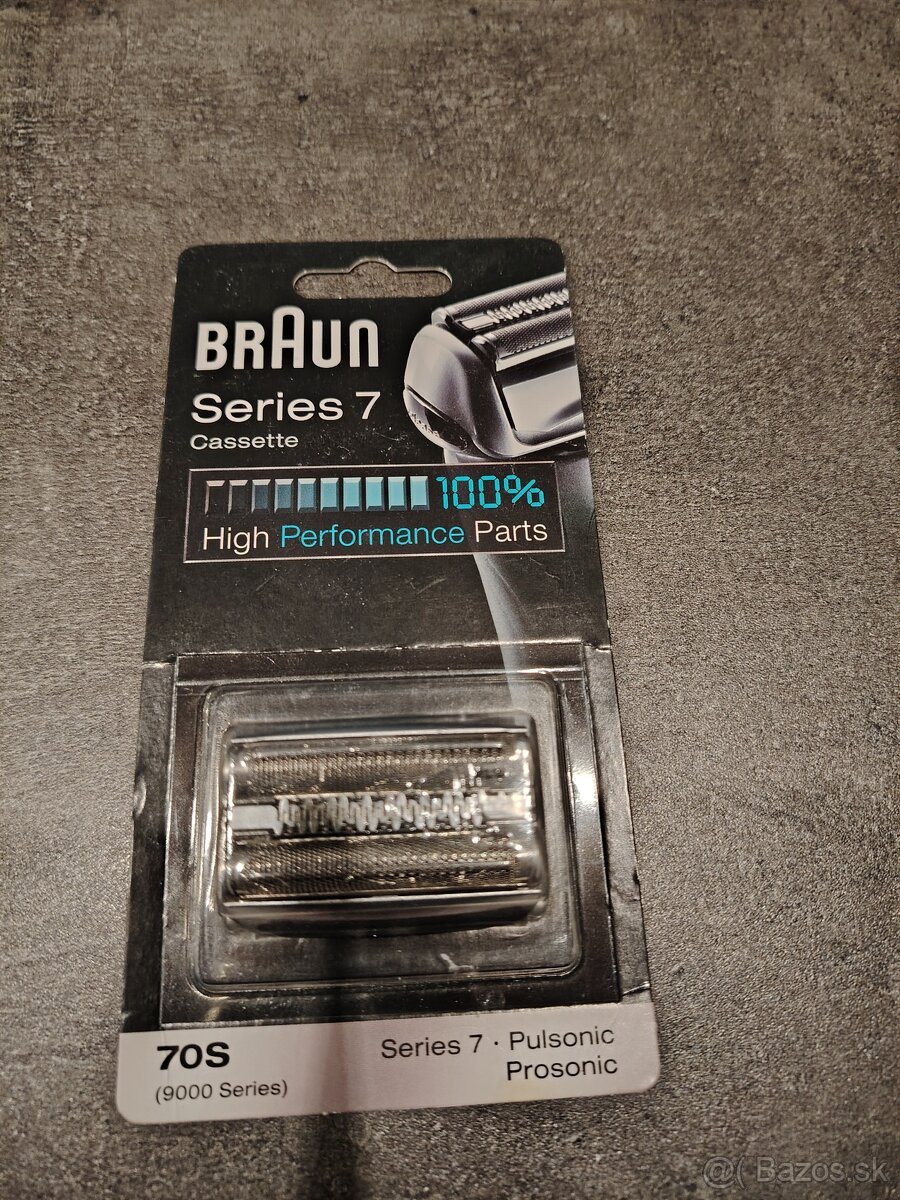 BRAUN
Series 7
Cassette
100%
High Performance Parts
70S
(9000 Series)
Series 7 · Pulsonic
Prosonic
@( Bazos.sk